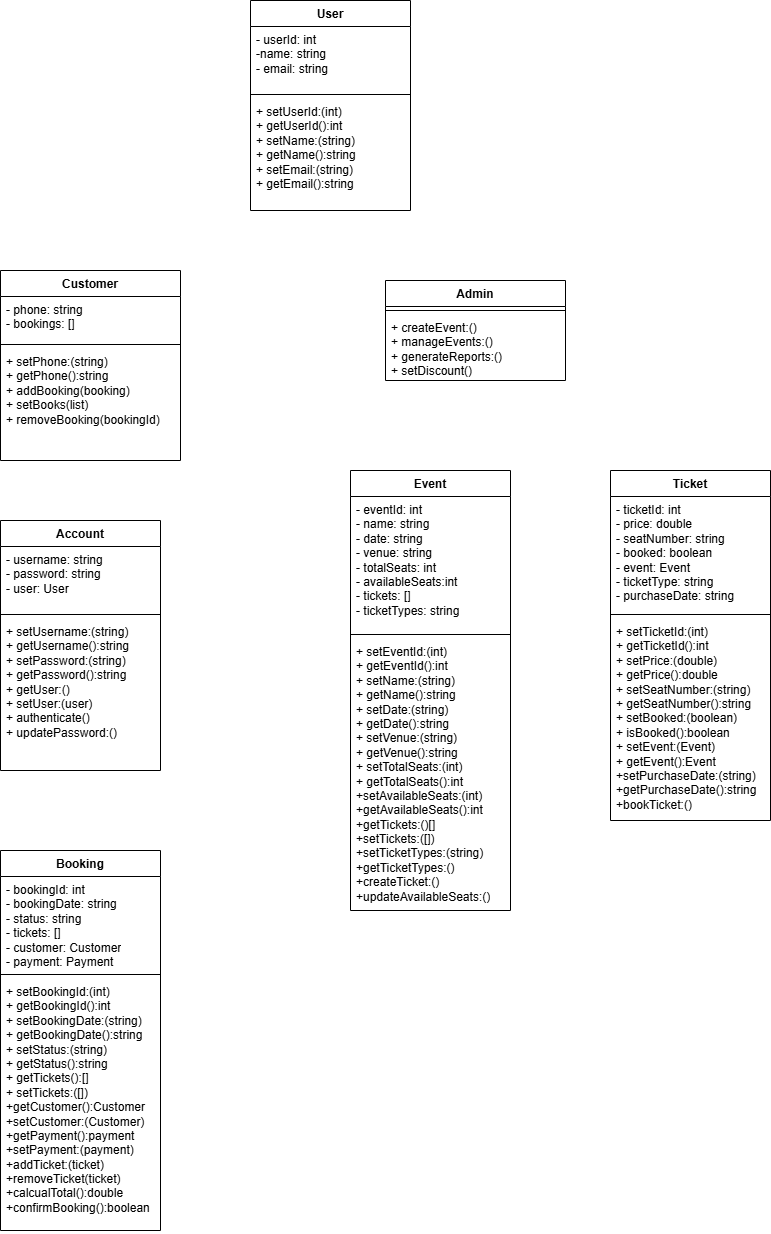 User
- userId: int
-name: string
- email: string
+ setUserId:(int)
+ getUserId():int
+ setName:(string)
+ getName():string
+ setEmail:(string)
+ getEmail():string
Customer
- phone: string
- bookings: []
+ setPhone:(string)
+ getPhone():string
+ addBooking(booking)
+ setBooks(list)
+ removeBooking(bookingId)
Admin
+ createEvent:()
+ manageEvents:()
+ generateReports:()
+ setDiscount()
Account
- username: string
- password: string
- user: User
+ setUsername:(string)
+ getUsername():string
+ setPassword:(string)
+ getPassword():string
+ getUser:()
+ setUser:(user)
+ authenticate()
+ updatePassword:()
Event
- eventId: int
- name: string
- date: string
- venue: string
- totalSeats: int
- availableSeats:int
- tickets: []
- ticketTypes: string
+ setEventId:(int)
+ getEventId():int
+ setName:(string)
+ getName():string
+ setDate:(string)
+ getDate():string
+ setVenue:(string)
+ getVenue():string
+ setTotalSeats:(int)
+ getTotalSeats():int
+setAvailableSeats:(int)
+getAvailableSeats():int
+getTickets:()[]
+setTickets:([])
+setTicketTypes:(string)
+getTicketTypes:()
+createTicket:()
+updateAvailableSeats:()
Ticket
- ticketId: int
- price: double
- seatNumber: string
- booked: boolean
- event: Event
- ticketType: string
- purchaseDate: string
+ setTicketId:(int)
+ getTicketId():int
+ setPrice:(double)
+ getPrice():double
+ setSeatNumber:(string)
+ getSeatNumber():string
+ setBooked:(boolean)
+ isBooked():boolean
+ setEvent:(Event)
+ getEvent():Event
+setPurchaseDate:(string)
+getPurchaseDate():string
+bookTicket:()
Booking
- bookingId: int
- bookingDate: string
- status: string
- tickets: []
- customer: Customer
- payment: Payment
+ setBookingId:(int)
+ getBookingId():int
+ setBookingDate:(string)
+ getBookingDate():string
+ setStatus:(string)
+ getStatus():string
+ getTickets():[]
+ setTickets:([])
+getCustomer():Customer
+setCustomer:(Customer)
+getPayment():payment
+setPayment:(payment)
+addTicket:(ticket)
+removeTicket(ticket)
+calcualTotal():double
+confirmBooking():boolean